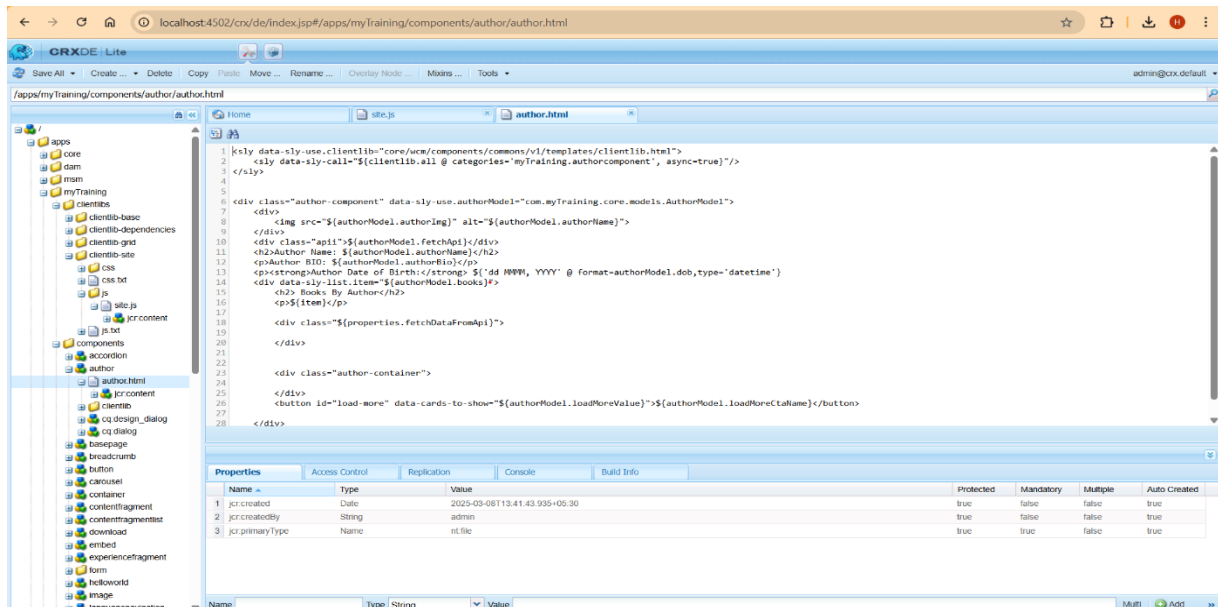 localhost:4502/crx/de/index.jsp#/apps/myTraining/components/author/author.html
H
CRXDE | Lite
Save All Create ... Delete Copy Paste Move ... Rename ... Overlay Node ... Mixins ... Tools admin@crx.default
/apps/myTraining/components/author/author.html
Home site.js author.html
/
apps
core
dam
msm
myTraining
clientlibs
clientlib-base
clientlib-dependencies
clientlib-grid
clientlib-site
css
css.txt
js
site.js
jcr:content
js.txt
components
accordion
author
author.html
jcr:content
clientlib
cq:design_dialog
cq:dialog
basepage
breadcrumb
button
carousel
container
contentfragment
contentfragmentlist
download
embed
experiencefragment
form
helloworld
image
1 <sly data-sly-use.clientlib="core/wcm/components/commons/v1/templates/clientlib.html">
2 <sly data-sly-call="${clientlib.all @ categories='myTraining.authorcomponent', async=true}"/>
3 </sly>
4
5
6 <div class="author-component" data-sly-use.authorModel="com.myTraining.core.models.AuthorModel">
7 <div>
8 <img src="${authorModel.authorImg}" alt="${authorModel.authorName}">
9 </div>
10 <div class="apii">${authorModel.fetchApi}</div>
11 <h2>Author Name: ${authorModel.authorName}</h2>
12 <p>Author BIO: ${authorModel.authorBio}</p>
13 <p><strong>Author Date of Birth:</strong> ${'dd MMMM, YYYY' @ format=authorModel.dob,type='datetime'}
14 <div data-sly-list.item="${authorModel.books}">
15 <h2> Books By Author</h2>
16 <p>${item}</p>
17
18 <div class="${properties.fetchDataFromApi}">
19
20 </div>
21
22
23 <div class="author-container">
24
25 </div>
26 <button id="load-more" data-cards-to-show="${authorModel.loadMoreValue}">${authorModel.loadMoreCtaName}</button>
27
28 </div>
Properties Access Control Replication Console Build Info
Name Type Value Protected Mandatory Multiple Auto Created
1 jcr:created Date 2025-03-08T13:41:43.935+05:30 true false false true
2 jcr:createdBy String admin true false false true
3 jcr:primaryType Name nt:file true true false true
Name Type String Value Multi Add